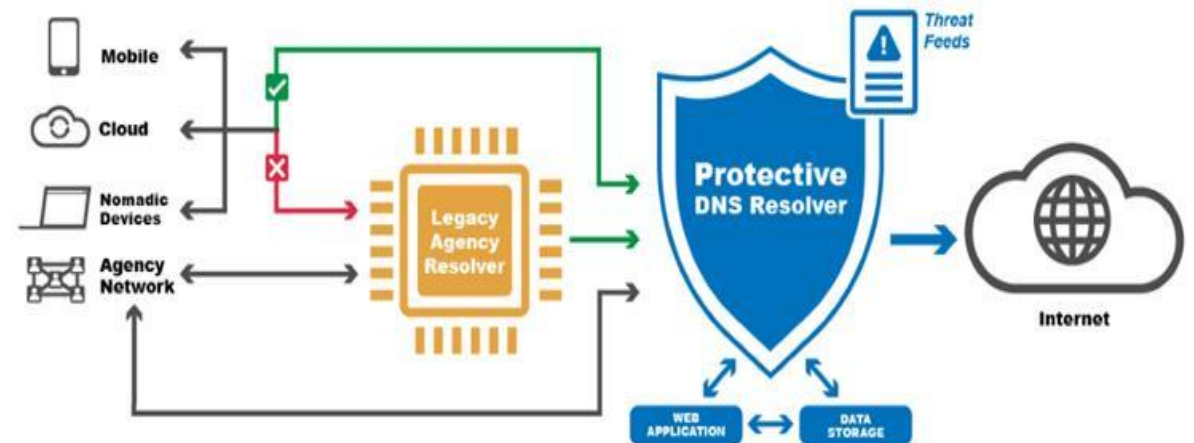 Mobile
Cloud
Nomadic
Devices
Agency
Network
Legacy
Agency
Resolver
Protective
DNS Resolver
Threat
Feeds
Internet
WEB
APPLICATION
DATA
STORAGE